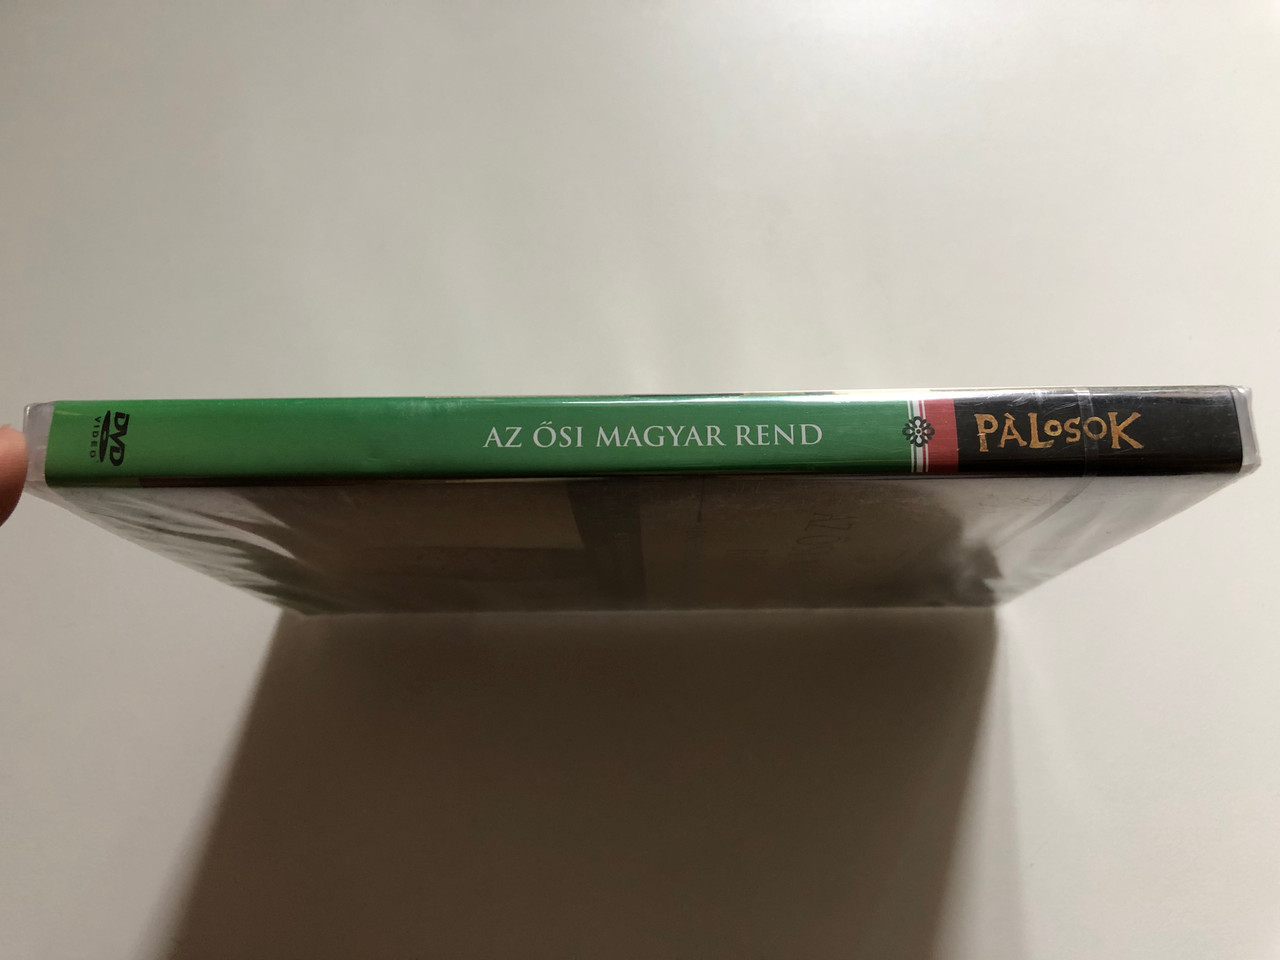 DVD
VIDEO
AZ ŐSI MAGYAR REND
PÀLOSOK